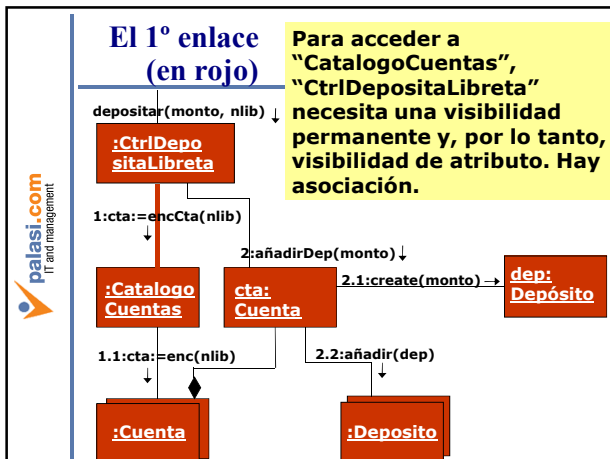 El 1º enlace
(en rojo)
Para acceder a
“CatalogoCuentas”,
“CtrlDepositaLibreta”
necesita una visibilidad
permanente y, por lo tanto,
visibilidad de atributo. Hay
asociación.
depositar(monto, nlib)
:CtrlDepo
sitaLibreta
1:cta:=encCta(nlib)
2:añadirDep(monto)
2.1:create(monto)
dep:
Depósito
:Catalogo
Cuentas
cta:
Cuenta
1.1:cta:=enc(nlib)
2.2:añadir(dep)
:Cuenta
:Deposito
palasi.com
IT and management